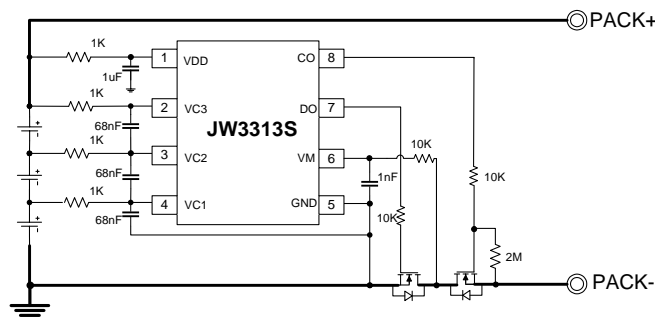 PACK+
1K
1 VDD CO 8
1uF
1K
2 VC3 DO 7
68nF
JW3313S
1K
10K
3 VC2 VM 6
68nF
1nF
10K
1K
4 VC1 GND 5
68nF
10K
2M
PACK-